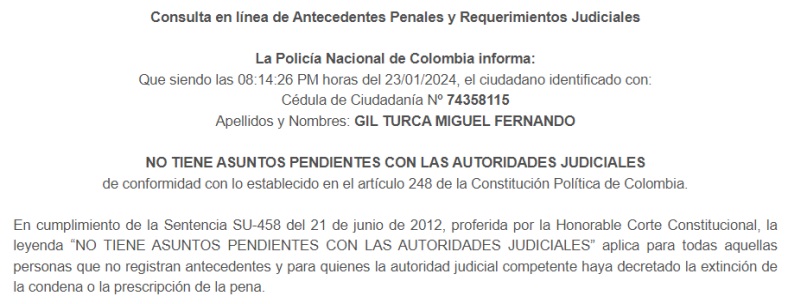 Consulta en línea de Antecedentes Penales y Requerimientos Judiciales
La Policía Nacional de Colombia informa:
Que siendo las 08:14:26 PM horas del 23/01/2024, el ciudadano identificado con:
Cédula de Ciudadanía Nº 74358115
Apellidos y Nombres: GIL TURCA MIGUEL FERNANDO
NO TIENE ASUNTOS PENDIENTES CON LAS AUTORIDADES JUDICIALES
de conformidad con lo establecido en el artículo 248 de la Constitución Política de Colombia.
En cumplimiento de la Sentencia SU-458 del 21 de junio de 2012, proferida por la Honorable Corte Constitucional, la
leyenda “NO TIENE ASUNTOS PENDIENTES CON LAS AUTORIDADES JUDICIALES” aplica para todas aquellas
personas que no registran antecedentes y para quienes la autoridad judicial competente haya decretado la extinción de
la condena o la prescripción de la pena.